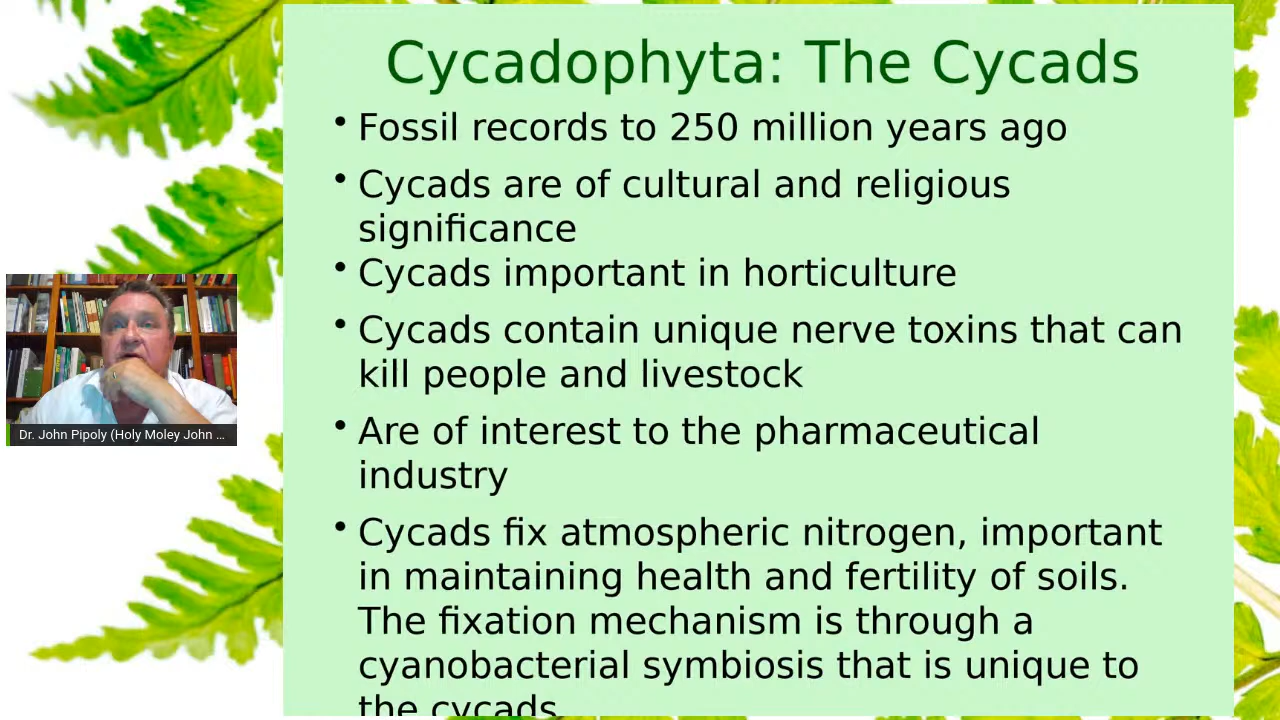 Cycadophyta: The Cycads
• Fossil records to 250 million years ago
• Cycads are of cultural and religious
significance
• Cycads important in horticulture
• Cycads contain unique nerve toxins that can
kill people and livestock
• Are of interest to the pharmaceutical
industry
• Cycads fix atmospheric nitrogen, important
in maintaining health and fertility of soils.
The fixation mechanism is through a
cyanobacterial symbiosis that is unique to
the cycads.
Dr. John Pipoly (Holy Moley John ...